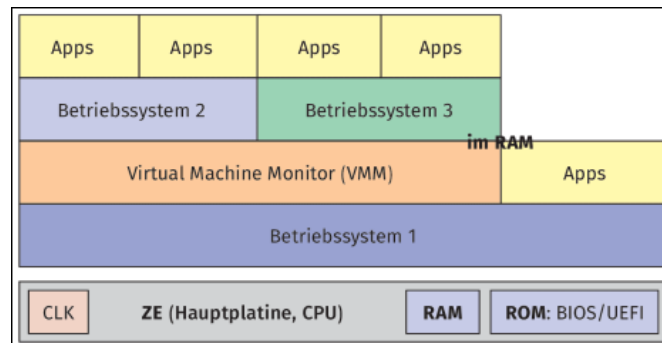 Apps Apps Apps Apps
Betriebssystem 2 Betriebssystem 3
im RAM
Virtual Machine Monitor (VMM) Apps
Betriebssystem 1
CLK ZE (Hauptplatine, CPU) RAM ROM: BIOS/UEFI